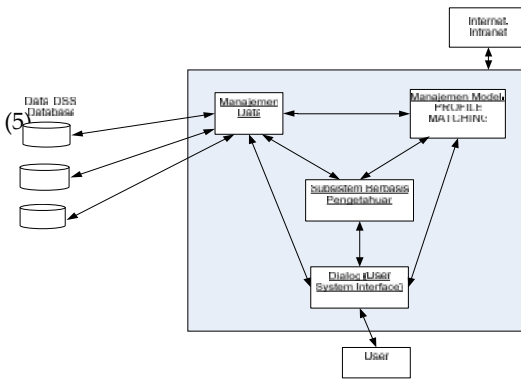 Internet,
Intranet
Data DSS
Database
(5)
Manajemen
Data
Manajemen Model,
PROFILE
MATCHING
Subsistem Berbasis
Pengetahuan
Dialog (User
System Interface)
User